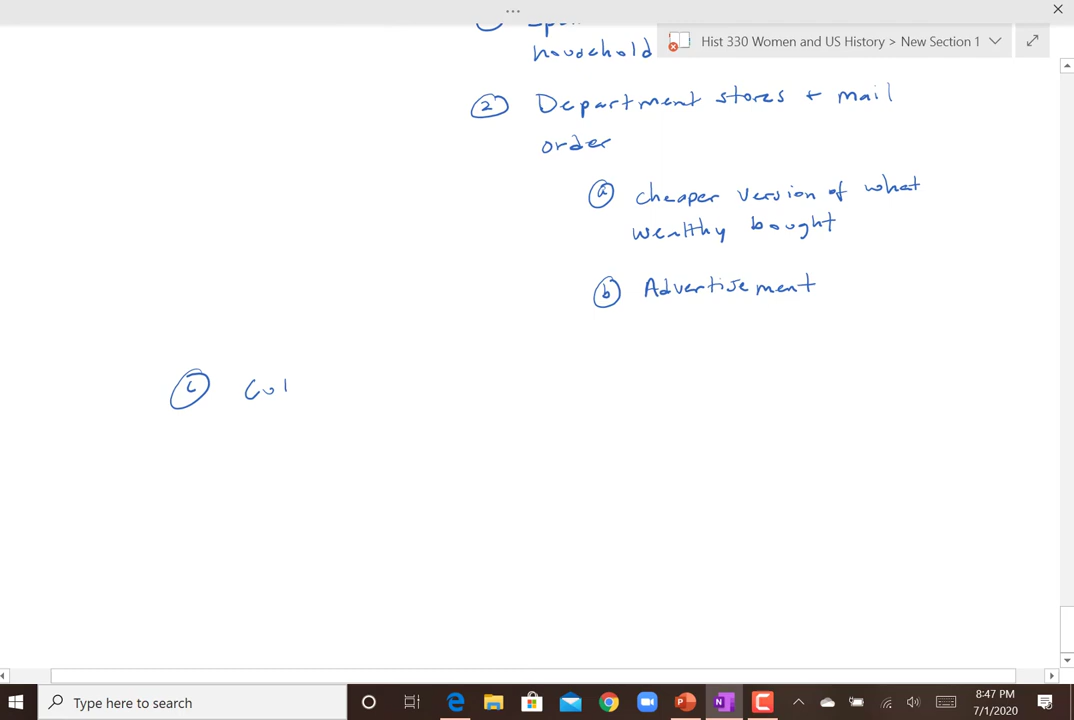 household
Hist 330 Women and US History > New Section 1
2 Department stores + mail
order
a cheaper version of what
wealthy bought
b Advertisement
Type here to search
8:47 PM
7/1/2020